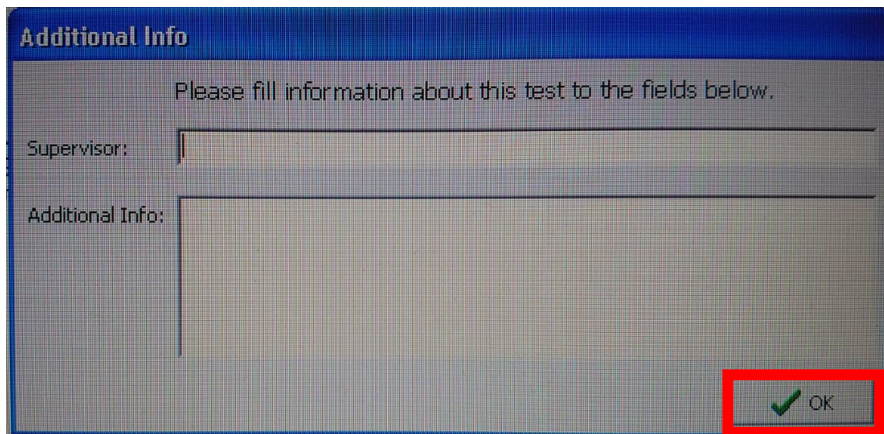 Additional Info
Please fill information about this test to the fields below.
Supervisor:
Additional Info:
OK